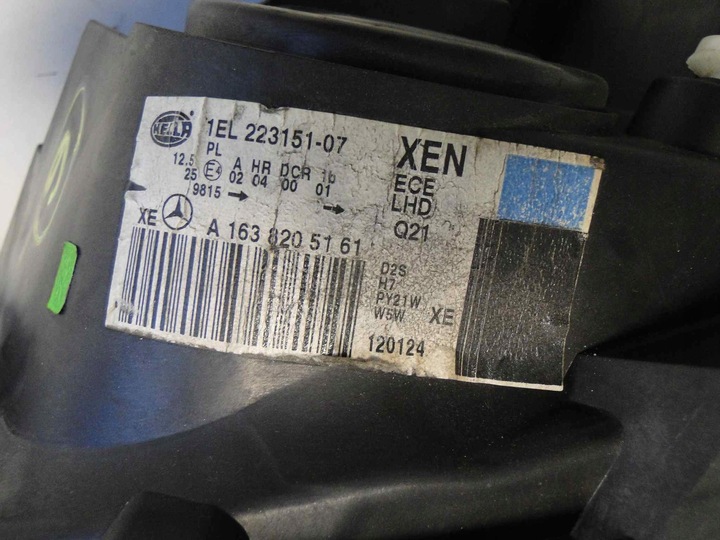 HELLA
1EL 223151-07
XEN
PL
12.5 E4 A HR DCR 1b
25 02 04 00 01
9815 → →
ECE
LHD
Q21
XE A 163 820 51 61
D2S
H7
PY21W
W5W XE
120124